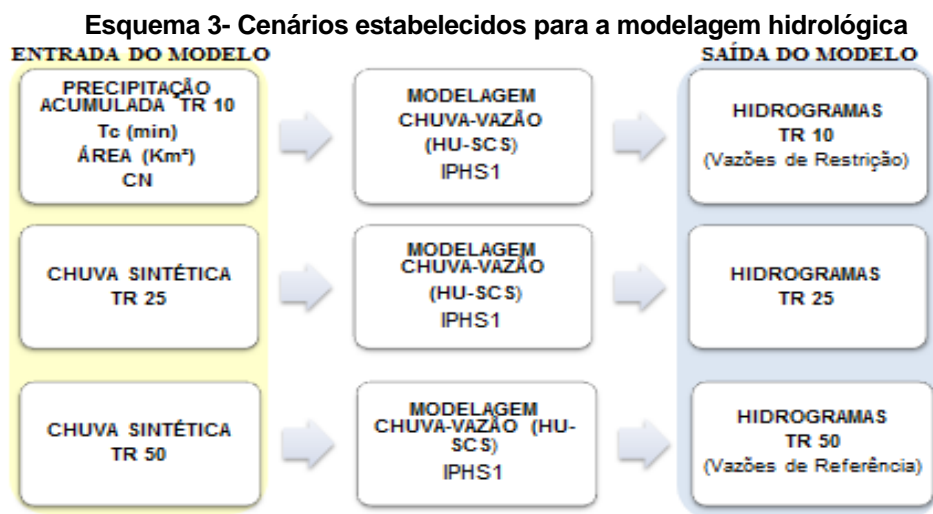 Esquema 3- Cenários estabelecidos para a modelagem hidrológica
ENTRADA DO MODELO
SAÍDA DO MODELO
PRECIPITAÇÃO
ACUMULADA TR 10
Tc (min)
ÁREA (Km²)
CN
MODELAGEM
CHUVA-VAZÃO
(HU-SCS)
IPHS1
HIDROGRAMAS
TR 10
(Vazões de Restrição)
CHUVA SINTÉTICA
TR 25
MODELAGEM
CHUVA-VAZÃO
(HU-SCS)
IPHS1
HIDROGRAMAS
TR 25
CHUVA SINTÉTICA
TR 50
MODELAGEM
CHUVA-VAZÃO (HU-
SCS)
IPHS1
HIDROGRAMAS
TR 50
(Vazões de Referência)